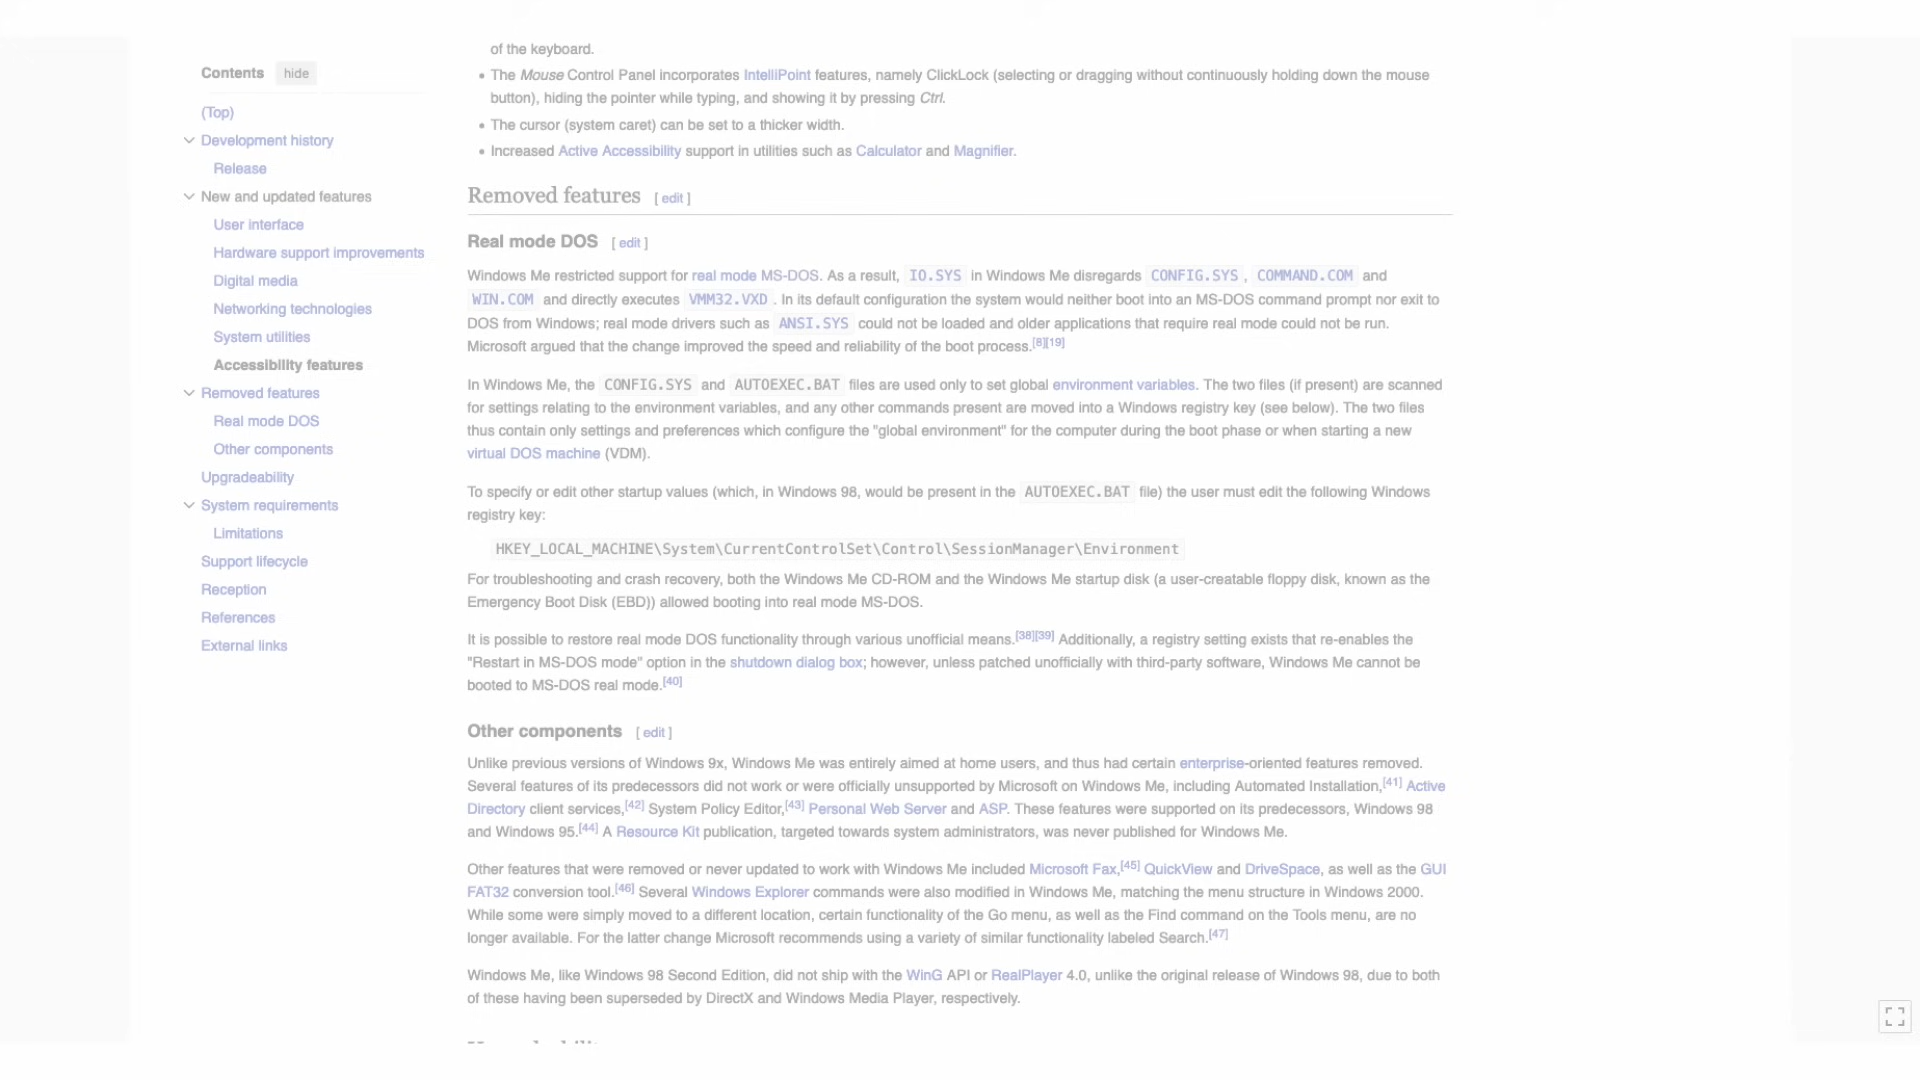 Contents hide
(Top)
Development history
Release
New and updated features
User interface
Hardware support improvements
Digital media
Networking technologies
System utilities
Accessibility features
Removed features
Real mode DOS
Other components
Upgradeability
System requirements
Limitations
Support lifecycle
Reception
References
External links
of the keyboard.
• The Mouse Control Panel incorporates IntelliPoint features, namely ClickLock (selecting or dragging without continuously holding down the mouse
button), hiding the pointer while typing, and showing it by pressing Ctrl.
• The cursor (system caret) can be set to a thicker width.
• Increased Active Accessibility support in utilities such as Calculator and Magnifier.
Removed features [ edit ]
Real mode DOS [ edit ]
Windows Me restricted support for real mode MS-DOS. As a result, IO.SYS in Windows Me disregards CONFIG.SYS , COMMAND.COM and
WIN.COM and directly executes VMM32.VXD . In its default configuration the system would neither boot into an MS-DOS command prompt nor exit to
DOS from Windows; real mode drivers such as ANSI.SYS could not be loaded and older applications that require real mode could not be run.
Microsoft argued that the change improved the speed and reliability of the boot process.[8][19]
In Windows Me, the CONFIG.SYS and AUTOEXEC.BAT files are used only to set global environment variables. The two files (if present) are scanned
for settings relating to the environment variables, and any other commands present are moved into a Windows registry key (see below). The two files
thus contain only settings and preferences which configure the "global environment" for the computer during the boot phase or when starting a new
virtual DOS machine (VDM).
To specify or edit other startup values (which, in Windows 98, would be present in the AUTOEXEC.BAT file) the user must edit the following Windows
registry key:
HKEY_LOCAL_MACHINE\System\CurrentControlSet\Control\SessionManager\Environment
For troubleshooting and crash recovery, both the Windows Me CD-ROM and the Windows Me startup disk (a user-creatable floppy disk, known as the
Emergency Boot Disk (EBD)) allowed booting into real mode MS-DOS.
It is possible to restore real mode DOS functionality through various unofficial means.[38][39] Additionally, a registry setting exists that re-enables the
"Restart in MS-DOS mode" option in the shutdown dialog box; however, unless patched unofficially with third-party software, Windows Me cannot be
booted to MS-DOS real mode.[40]
Other components [ edit ]
Unlike previous versions of Windows 9x, Windows Me was entirely aimed at home users, and thus had certain enterprise-oriented features removed.
Several features of its predecessors did not work or were officially unsupported by Microsoft on Windows Me, including Automated Installation,[41] Active
Directory client services,[42] System Policy Editor,[43] Personal Web Server and ASP. These features were supported on its predecessors, Windows 98
and Windows 95.[44] A Resource Kit publication, targeted towards system administrators, was never published for Windows Me.
Other features that were removed or never updated to work with Windows Me included Microsoft Fax,[45] QuickView and DriveSpace, as well as the GUI
FAT32 conversion tool.[46] Several Windows Explorer commands were also modified in Windows Me, matching the menu structure in Windows 2000.
While some were simply moved to a different location, certain functionality of the Go menu, as well as the Find command on the Tools menu, are no
longer available. For the latter change Microsoft recommends using a variety of similar functionality labeled Search.[47]
Windows Me, like Windows 98 Second Edition, did not ship with the WinG API or RealPlayer 4.0, unlike the original release of Windows 98, due to both
of these having been superseded by DirectX and Windows Media Player, respectively.